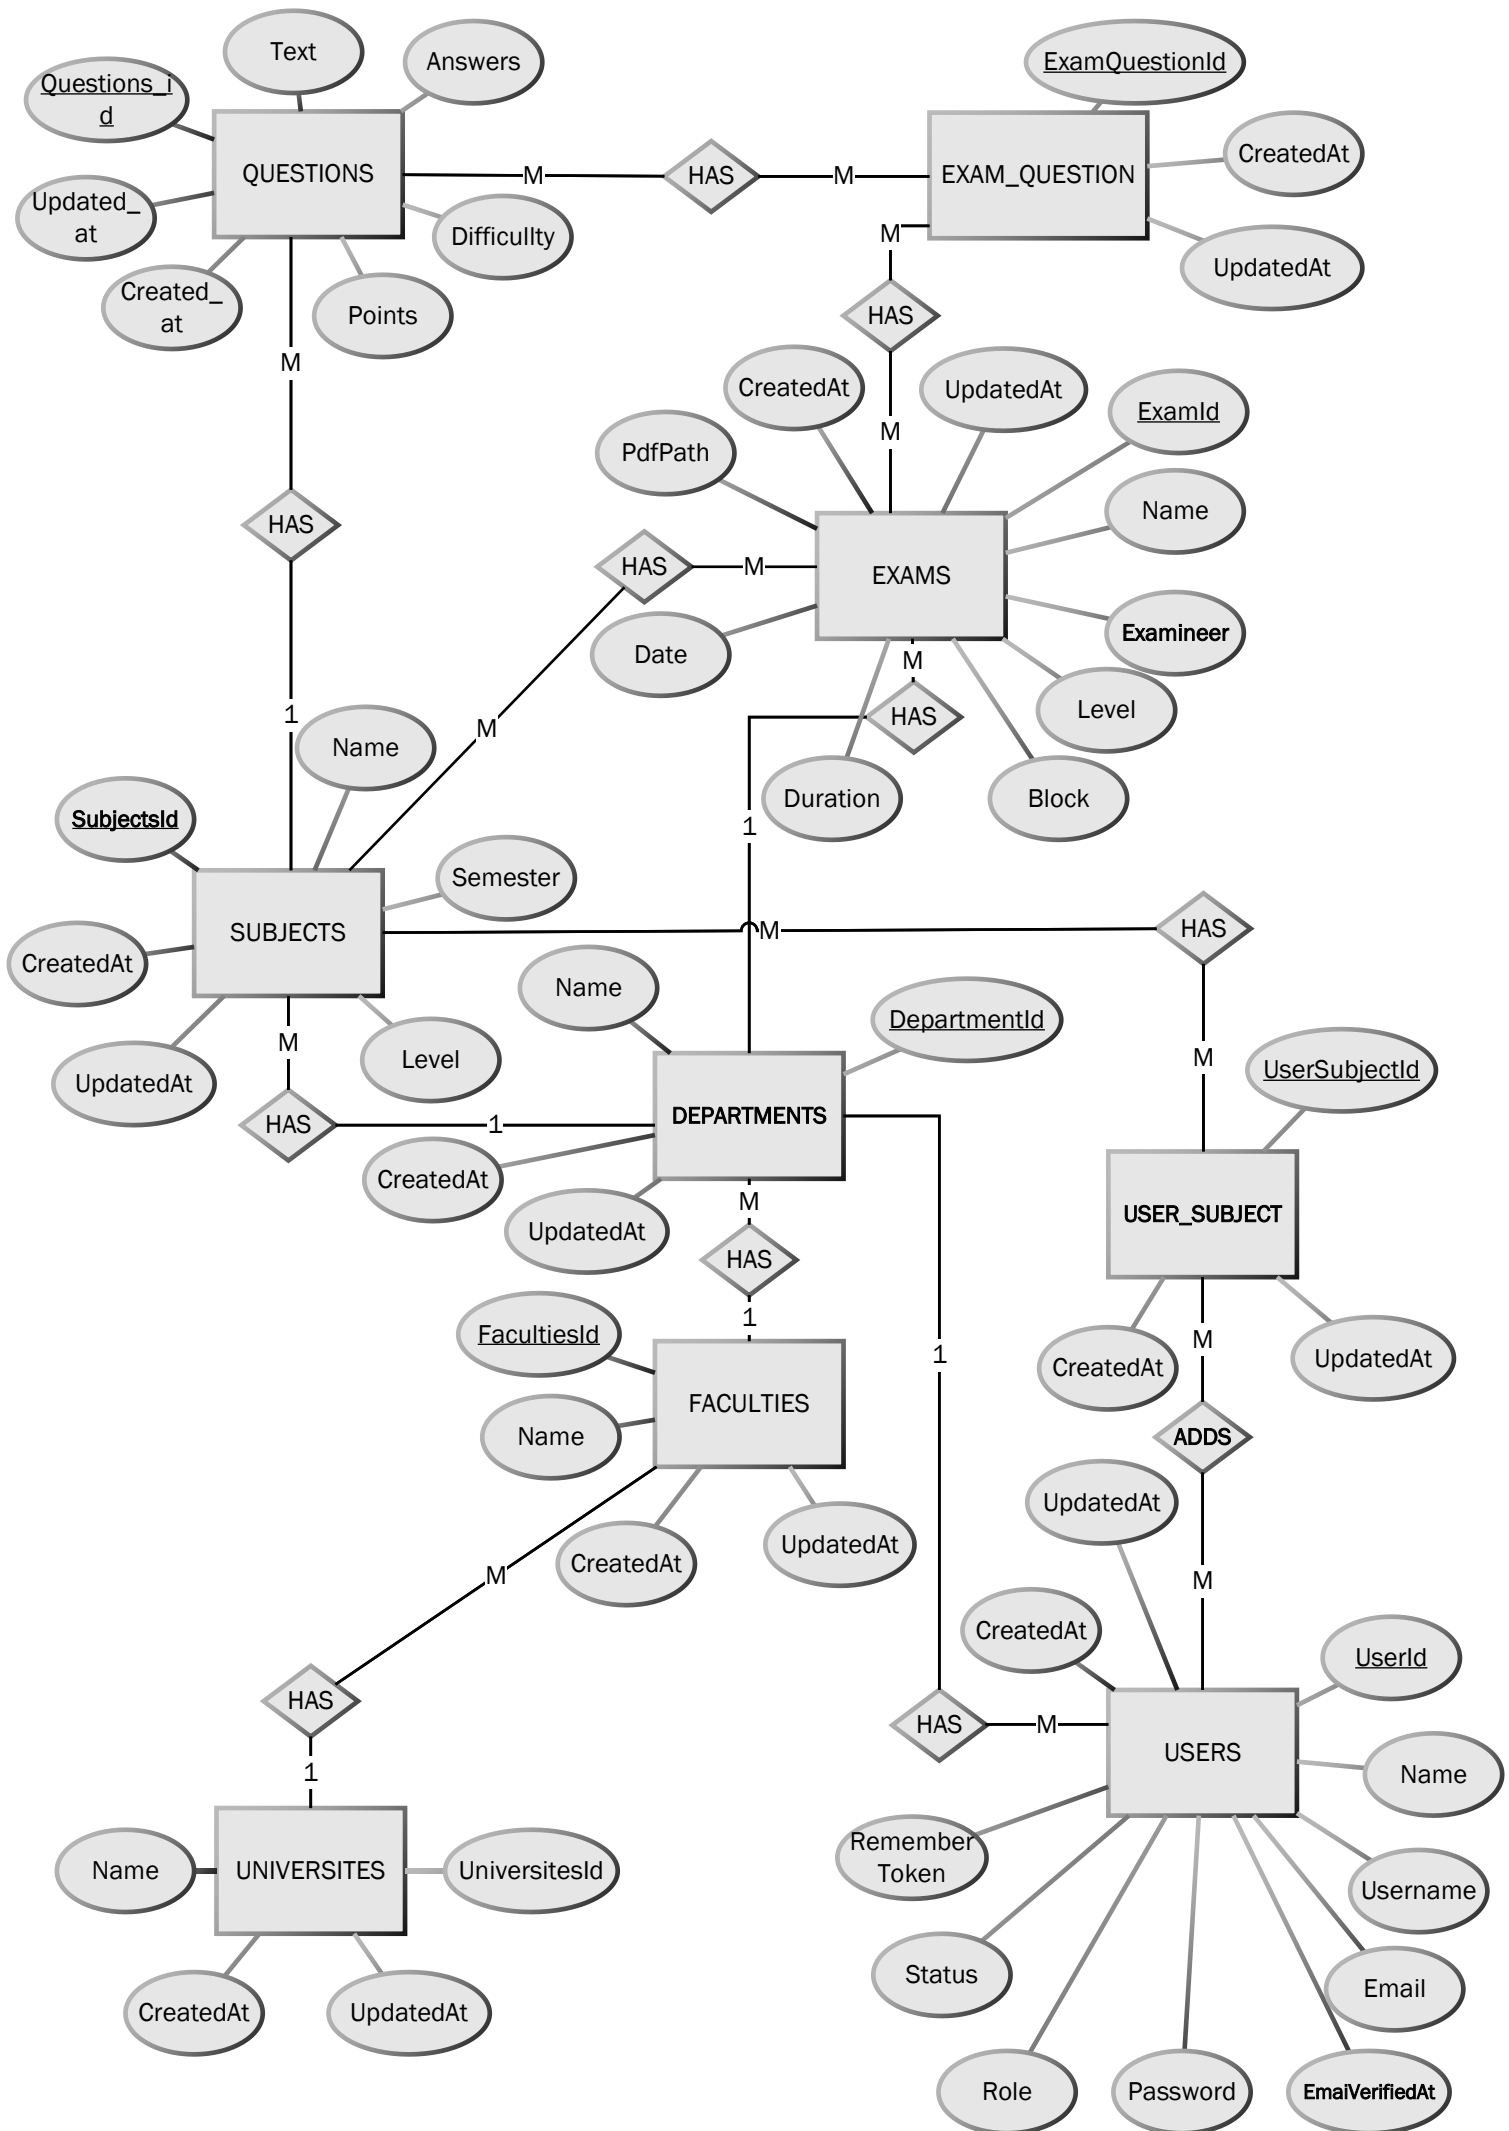 Text
Answers
Questions_i
d
ExamQuestionId
QUESTIONS
M
HAS
M
EXAM_QUESTION
CreatedAt
Updated_
at
Difficullty
M
UpdatedAt
Created_
at
Points
HAS
M
CreatedAt
UpdatedAt
ExamId
M
PdfPath
Name
HAS
HAS
M
EXAMS
Examineer
Date
M
Level
HAS
1
M
Name
Duration
Block
SubjectsId
1
Semester
SUBJECTS
M
HAS
CreatedAt
Name
DepartmentId
M
Level
M
UserSubjectId
UpdatedAt
HAS
1
DEPARTMENTS
CreatedAt
M
USER_SUBJECT
UpdatedAt
HAS
1
FacultiesId
M
1
CreatedAt
UpdatedAt
FACULTIES
Name
ADDS
UpdatedAt
UpdatedAt
CreatedAt
M
M
CreatedAt
UserId
HAS
HAS
M
USERS
1
Name
Remember
Token
Name
UNIVERSITES
UniversitesId
Username
Status
Email
CreatedAt
UpdatedAt
Role
Password
EmaiVerifiedAt